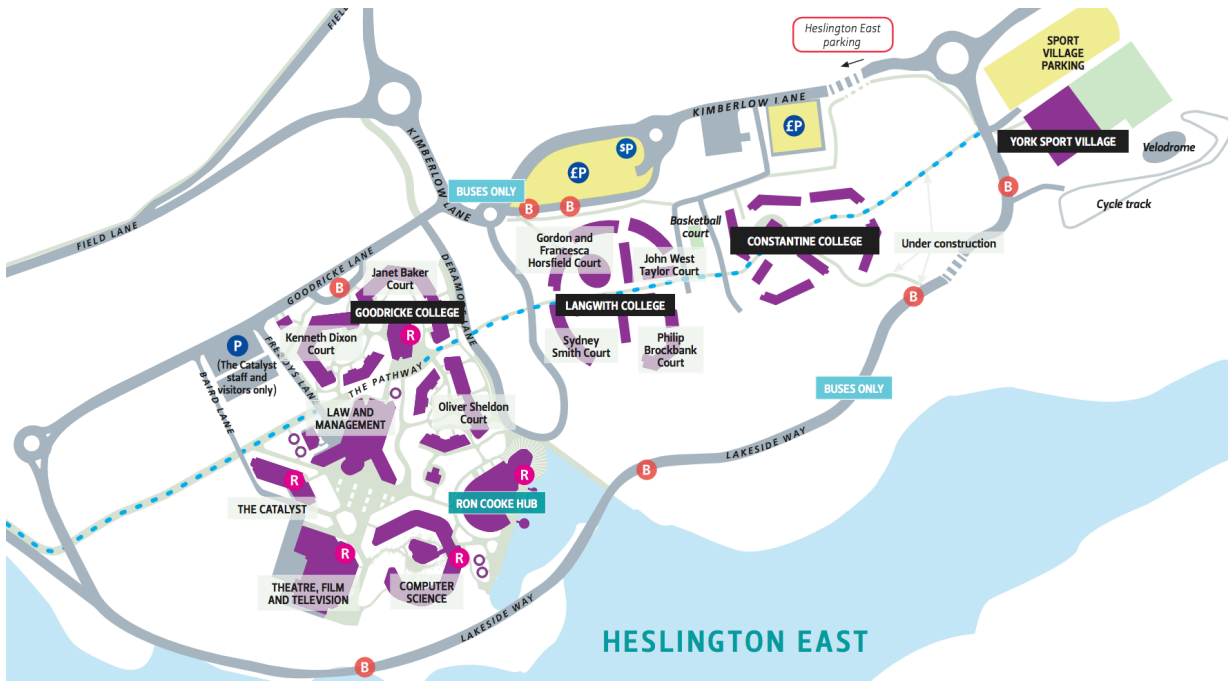 FIELD
FIELD
Heslington East
parking
SPORT
VILLAGE
PARKING
KIMBERLOW LANE
£P
YORK SPORT VILLAGE
Velodrome
Cycle track
KIMBERLOW LANE
$P
£P
BUSES ONLY
B
B
B
FIELD LANE
Gordon and
Francesca
Horsfield Court
Basketball
court
John West
Taylor Court
CONSTANTINE COLLEGE
Under construction
GOODRICKE LANE
Janet Baker
Court
DERAMORE LANE
B
B
GOODRICKE COLLEGE
LANGWITH COLLEGE
R
Kenneth Dixon
Court
Sydney
Smith Court
Philip
Brockbank
Court
P
(The Catalyst
staff and
visitors only)
FREBOYS LANE
BAIRD LANE
THE PATHWAY
BUSES ONLY
LAW AND
MANAGEMENT
Oliver Sheldon
Court
LAKESIDE WAY
B
R
R
THE CATALYST
RON COOKE HUB
R
R
THEATRE, FILM
AND TELEVISION
COMPUTER
SCIENCE
LAKESIDE WAY
HESLINGTON EAST
B